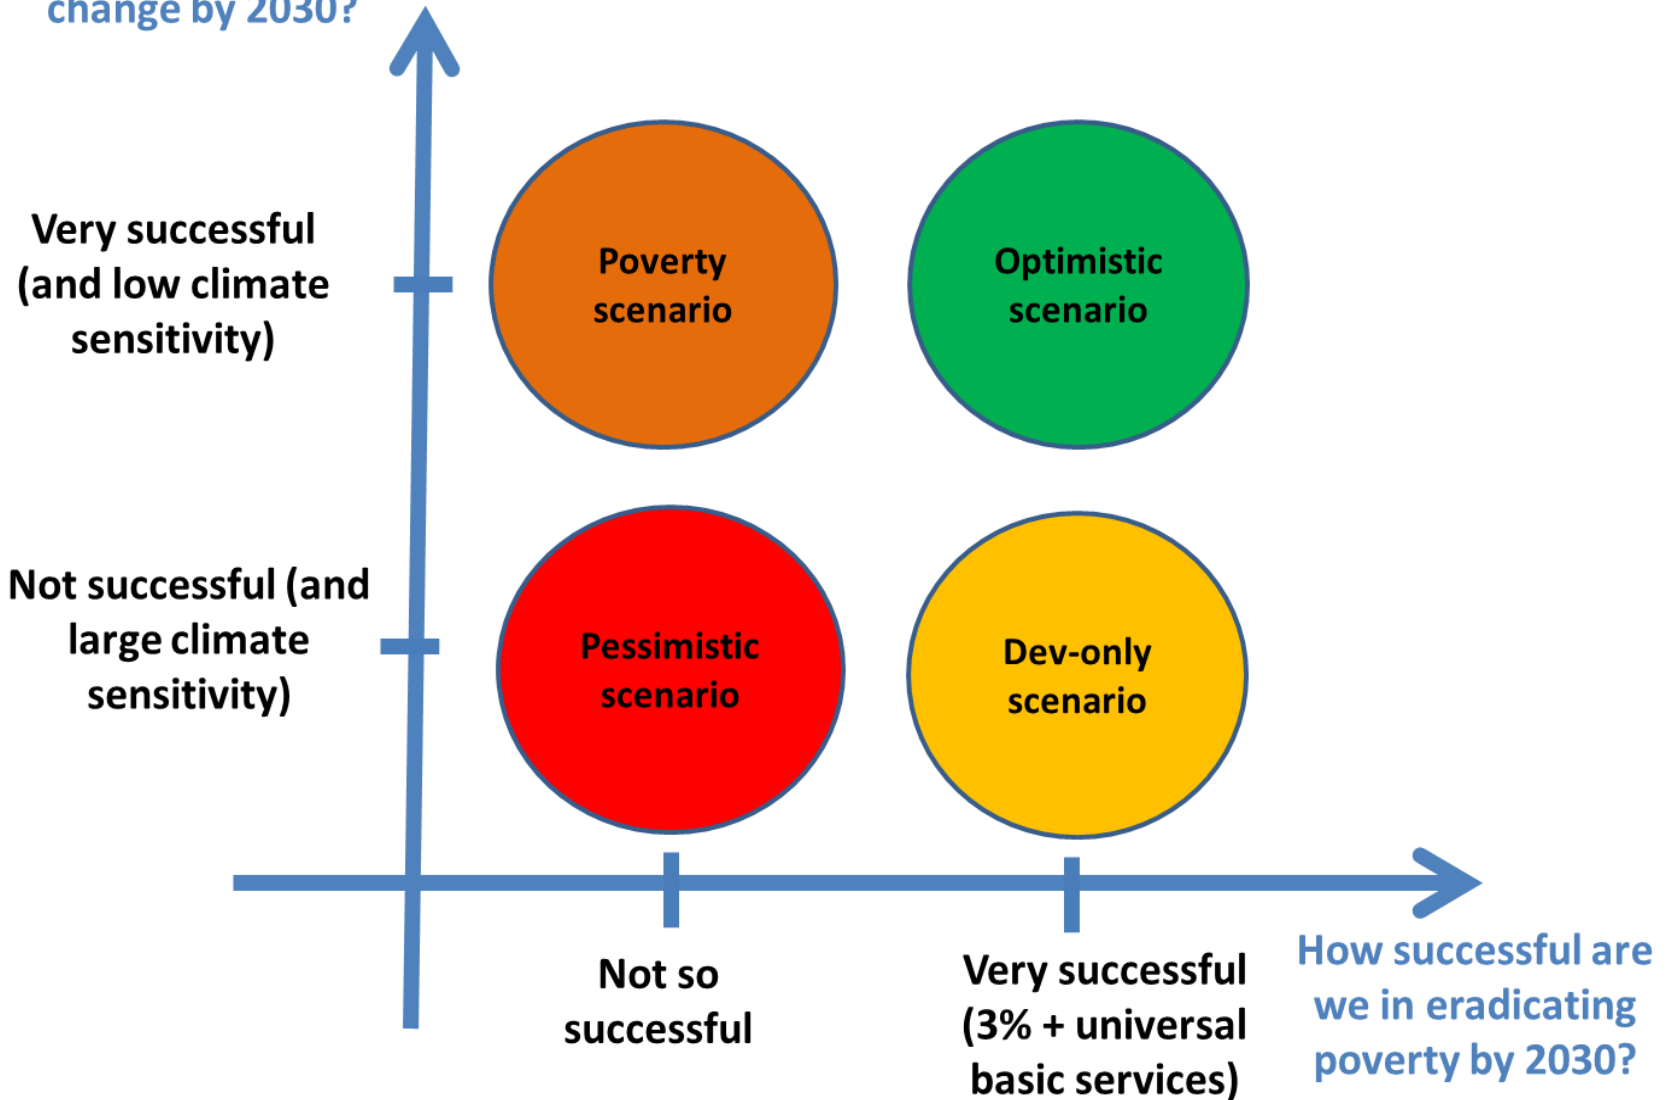 change by 2030?
Very successful
(and low climate
sensitivity)
Poverty
scenario
Optimistic
scenario
Not successful (and
large climate
sensitivity)
Pessimistic
scenario
Dev-only
scenario
Not so
successful
Very successful
(3% + universal
basic services)
How successful are
we in eradicating
poverty by 2030?